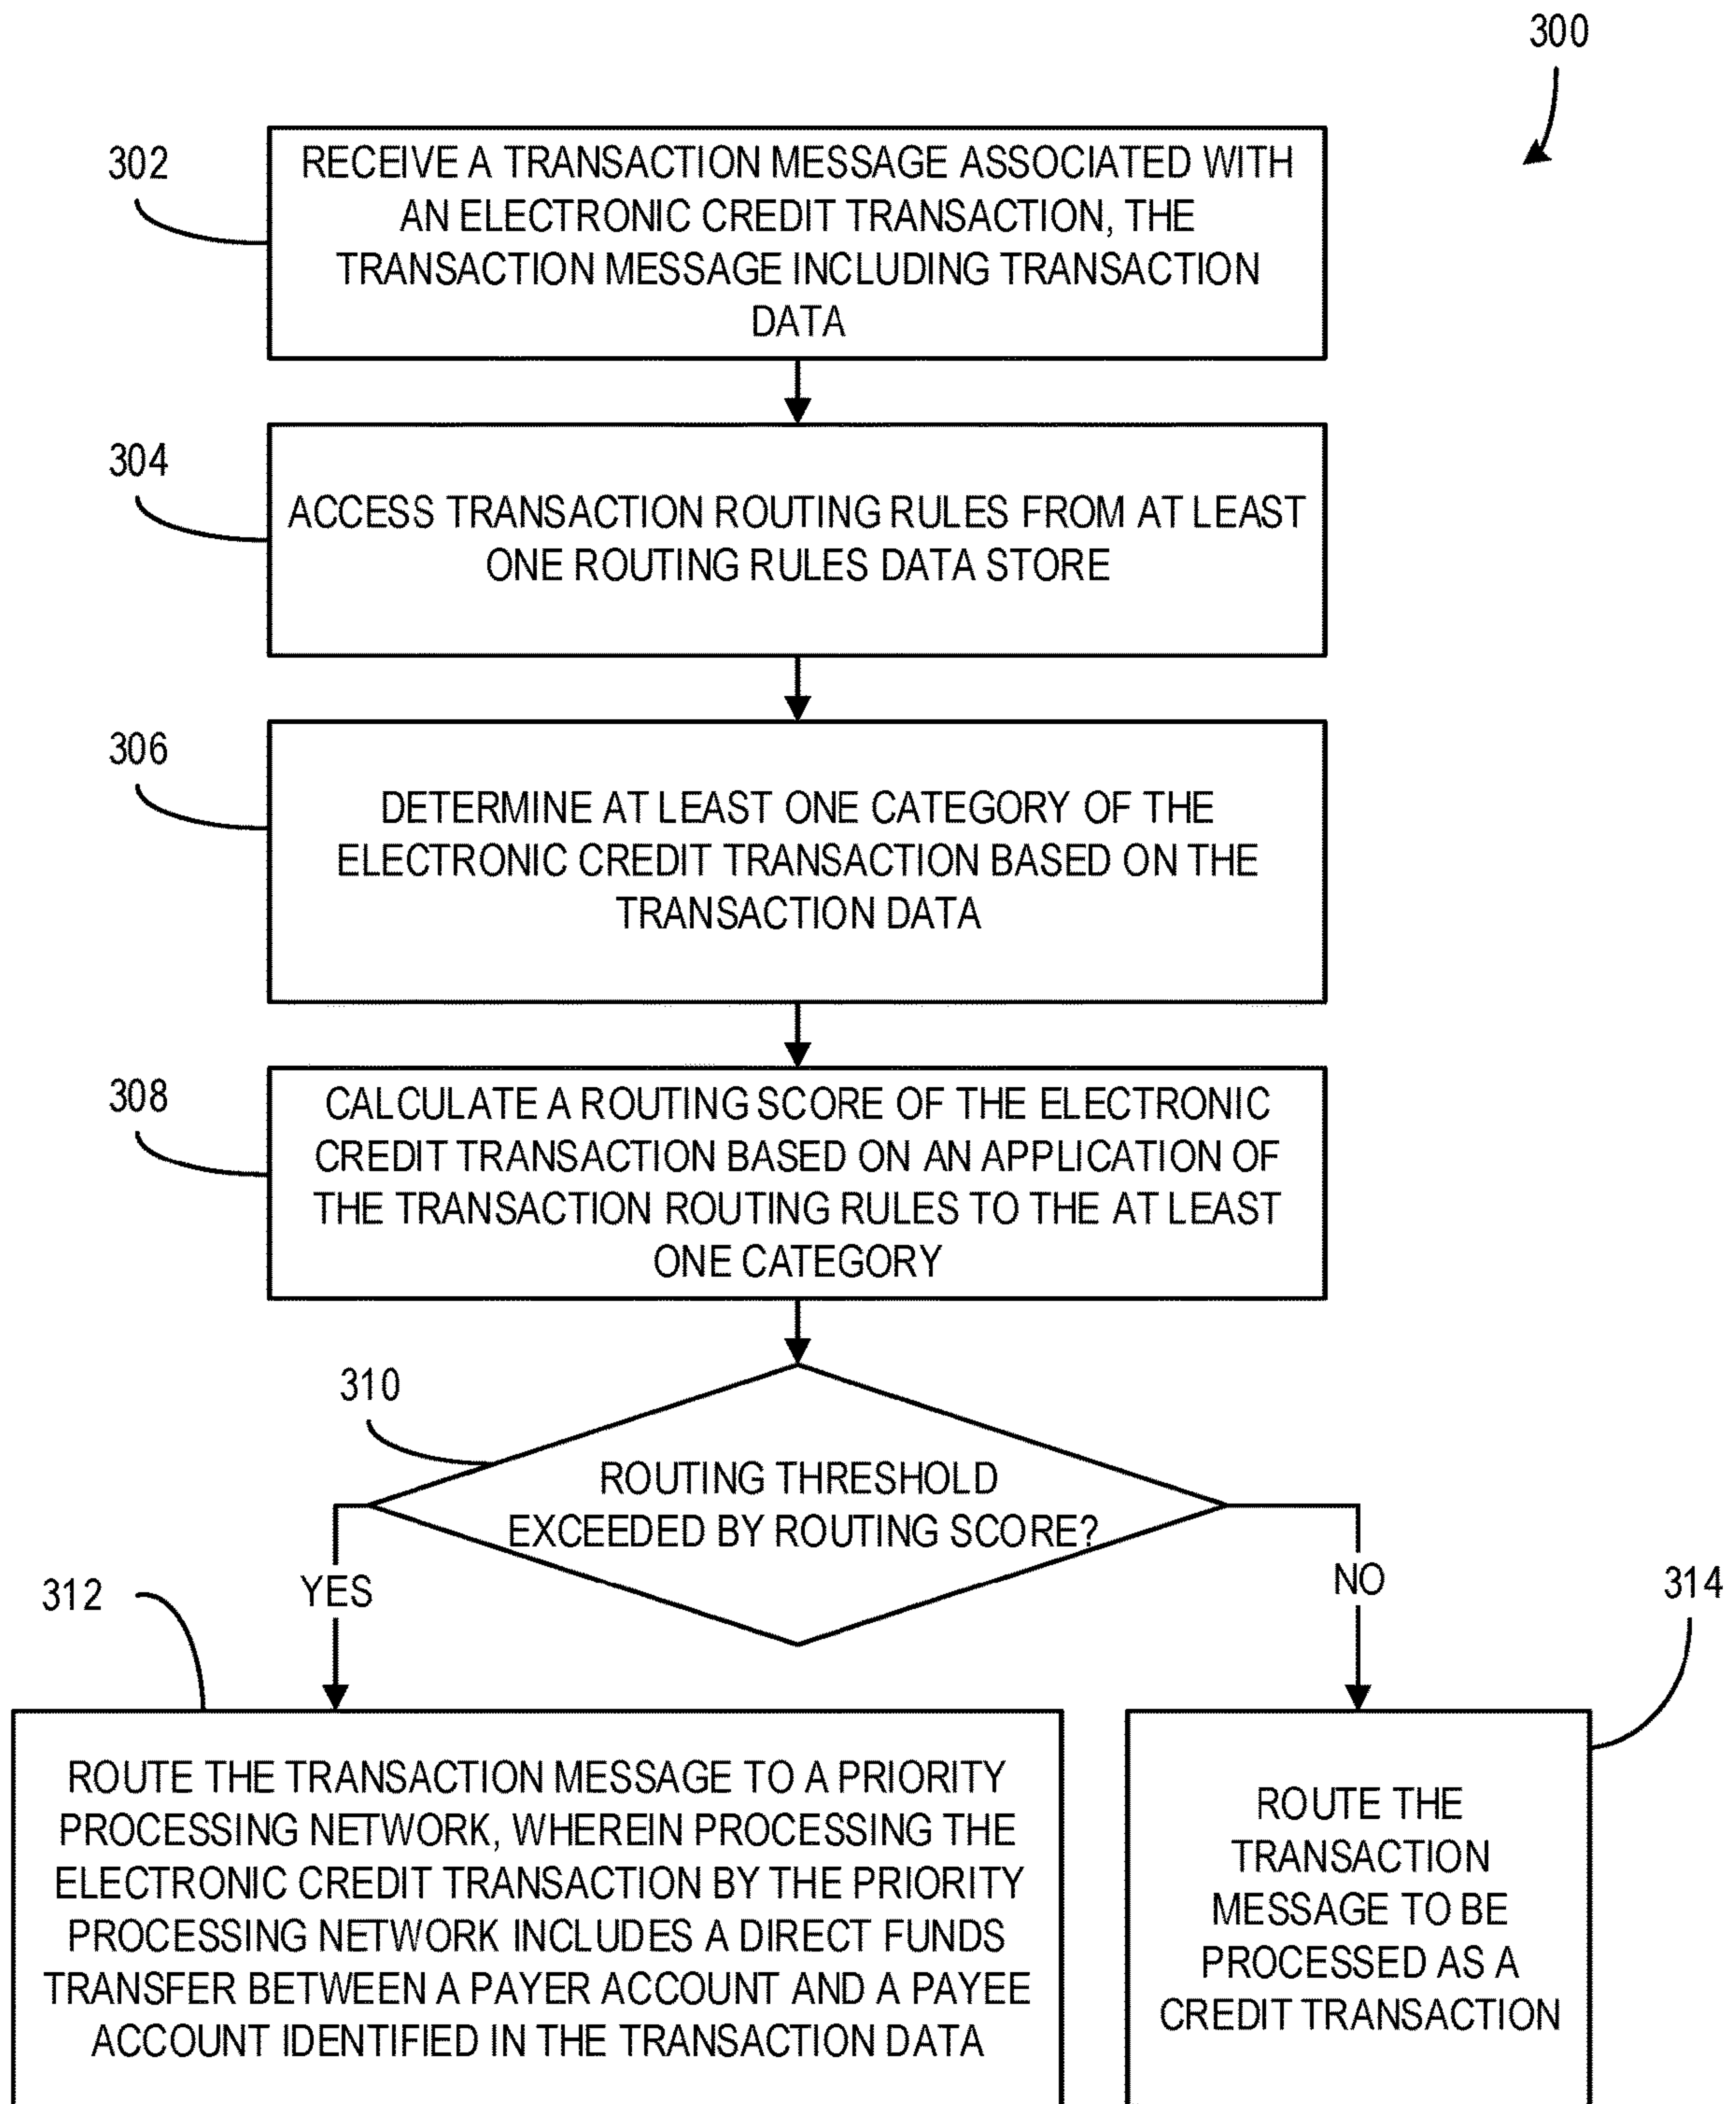 300
302
RECEIVE A TRANSACTION MESSAGE ASSOCIATED WITH
AN ELECTRONIC CREDIT TRANSACTION, THE
TRANSACTION MESSAGE INCLUDING TRANSACTION
DATA
304
ACCESS TRANSACTION ROUTING RULES FROM AT LEAST
ONE ROUTING RULES DATA STORE
306
DETERMINE AT LEAST ONE CATEGORY OF THE
ELECTRONIC CREDIT TRANSACTION BASED ON THE
TRANSACTION DATA
308
CALCULATE A ROUTING SCORE OF THE ELECTRONIC
CREDIT TRANSACTION BASED ON AN APPLICATION OF
THE TRANSACTION ROUTING RULES TO THE AT LEAST
ONE CATEGORY
310
ROUTING THRESHOLD
EXCEEDED BY ROUTING SCORE?
YES
NO
312
ROUTE THE TRANSACTION MESSAGE TO A PRIORITY
PROCESSING NETWORK, WHEREIN PROCESSING THE
ELECTRONIC CREDIT TRANSACTION BY THE PRIORITY
PROCESSING NETWORK INCLUDES A DIRECT FUNDS
TRANSFER BETWEEN A PAYER ACCOUNT AND A PAYEE
ACCOUNT IDENTIFIED IN THE TRANSACTION DATA
314
ROUTE THE
TRANSACTION
MESSAGE TO BE
PROCESSED AS A
CREDIT TRANSACTION